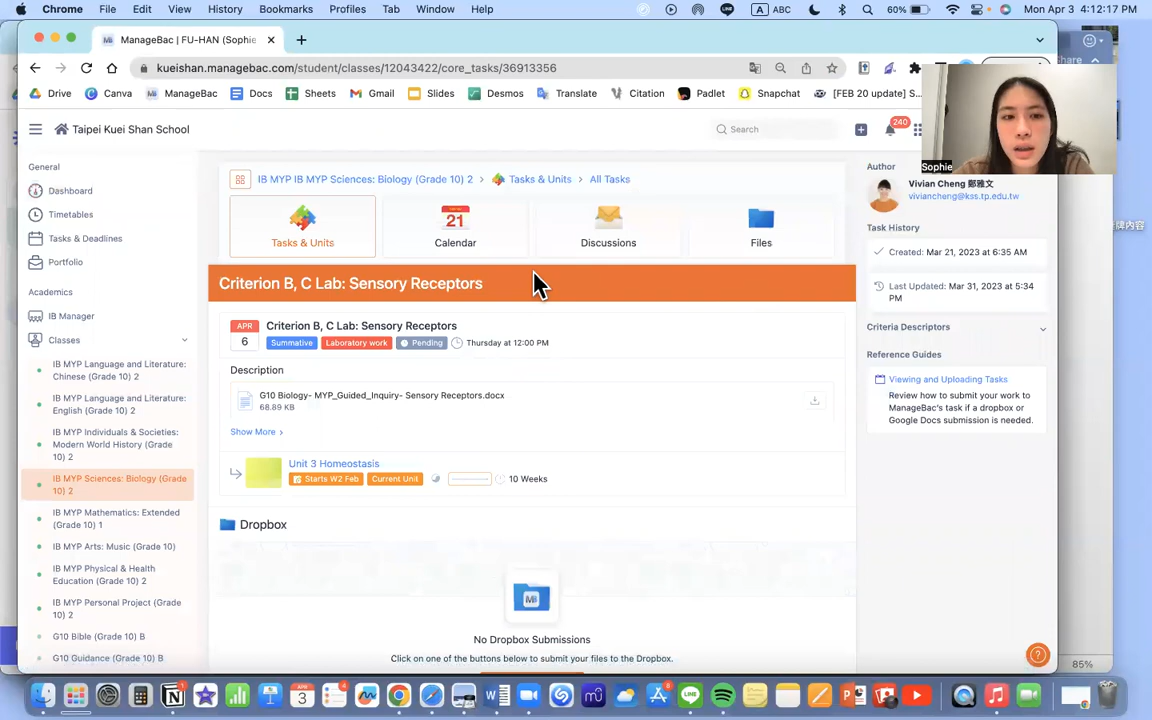 Chrome File Edit View History Bookmarks Profiles Tab Window Help
A ABC 60% Mon Apr 3 4:12:17 PM
ManageBac | FU-HAN (Sophie
kueishan.managebac.com/student/classes/12043422/core_tasks/36913356
Drive Canva ManageBac Docs Sheets Gmail Slides Desmos Translate Citation Padlet Snapchat [FEB 20 update] S...
Taipei Kuei Shan School
Search
240
Sophie
General
Dashboard
Timetables
Tasks & Deadlines
Portfolio
Academics
IB Manager
Classes
IB MYP Language and Literature:
Chinese (Grade 10) 2
IB MYP Language and Literature:
English (Grade 10) 2
IB MYP Individuals & Societies:
Modern World History (Grade
10) 2
IB MYP Sciences: Biology (Grade
10) 2
IB MYP Mathematics: Extended
(Grade 10) 1
IB MYP Arts: Music (Grade 10)
IB MYP Physical & Health
Education (Grade 10) 2
IB MYP Personal Project (Grade
10) 2
G10 Bible (Grade 10) B
G10 Guidance (Grade 10) B
IB MYP IB MYP Sciences: Biology (Grade 10) 2 › Tasks & Units › All Tasks
Tasks & Units
21
Calendar
Discussions
Files
Criterion B, C Lab: Sensory Receptors
APR
6
Criterion B, C Lab: Sensory Receptors
Summative Laboratory work Pending Thursday at 12:00 PM
Description
G10 Biology- MYP_Guided_Inquiry- Sensory Receptors.docx
68.89 KB
Show More ›
Unit 3 Homeostasis
Starts W2 Feb Current Unit 10 Weeks
Dropbox
No Dropbox Submissions
Click on one of the buttons below to submit your files to the Dropbox.
Author
Vivian Cheng 鄭雅文
viviancheng@kss.tp.edu.tw
Task History
Created: Mar 21, 2023 at 6:35 AM
Last Updated: Mar 31, 2023 at 5:34
PM
Criteria Descriptors
Reference Guides
Viewing and Uploading Tasks
Review how to submit your work to
ManageBac's task if a dropbox or
Google Docs submission is needed.
85%